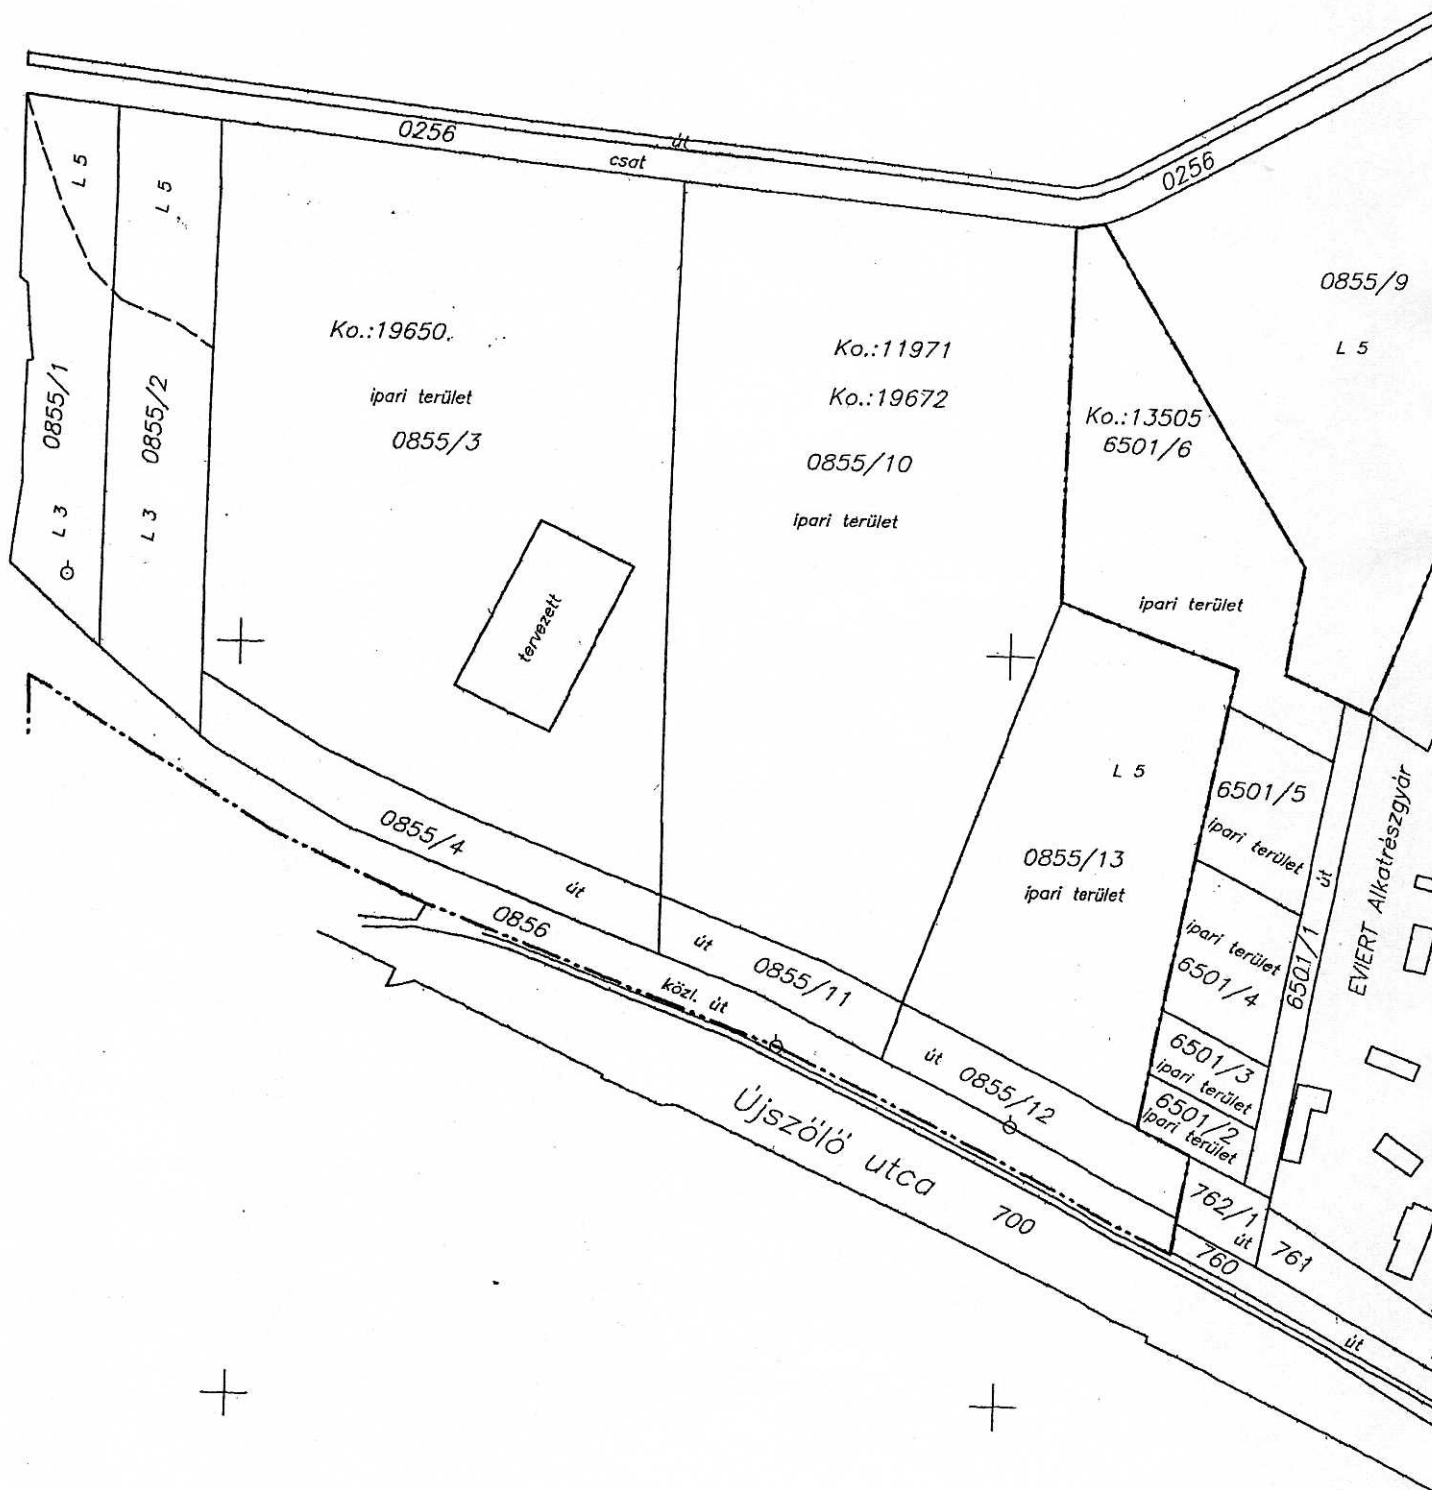 0256
út
csat
0256
L 5
L 5
0855/9
L 5
Ko.:19650.
ipari terület
0855/3
Ko.:11971
Ko.:19672
0855/10
ipari terület
Ko.:13505
6501/6
ipari terület
0855/1
L 3
0855/2
L 3
tervezett
L 5
0855/13
ipari terület
6501/5
ipari terület
ipari terület
6501/4
6501/3
ipari terület
6501/2
ipari terület
út
6501/1
EVIERT Alkatrészgyár
0855/4
út
0856
út
0855/11
közl. út
út
0855/12
Újszőlő utca
700
762/1
út
760
761
út